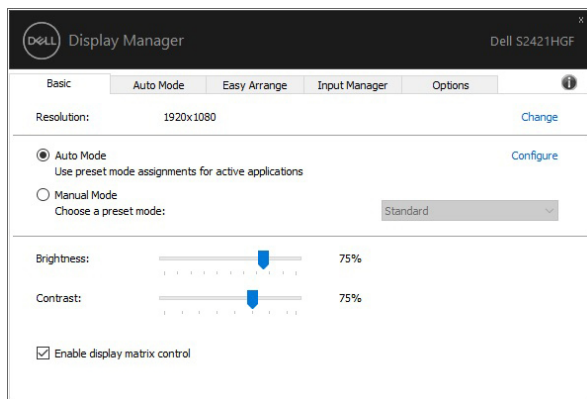 x
DELL Display Manager Dell S2421HGF
Basic Auto Mode Easy Arrange Input Manager Options i
Resolution: 1920x1080 Change
Auto Mode Configure
Use preset mode assignments for active applications
Manual Mode
Choose a preset mode: Standard
Brightness: 75%
Contrast: 75%
Enable display matrix control